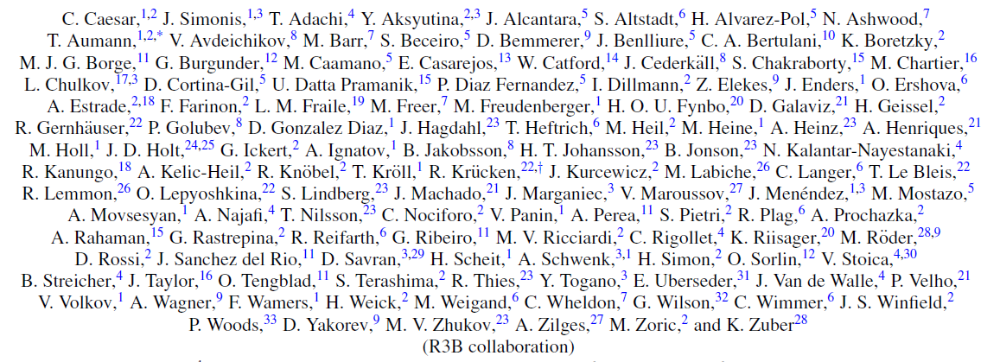 C. Caesar,1,2 J. Simonis,1,3 T. Adachi,4 Y. Aksyutina,2,3 J. Alcantara,5 S. Altstadt,6 H. Alvarez-Pol,5 N. Ashwood,7
T. Aumann,1,2,* V. Avdeichikov,8 M. Barr,7 S. Beceiro,5 D. Bemmerer,9 J. Benlliure,5 C. A. Bertulani,10 K. Boretzky,2
M. J. G. Borge,11 G. Burgunder,12 M. Caamano,5 E. Casarejos,13 W. Catford,14 J. Cederkäll,8 S. Chakraborty,15 M. Chartier,16
L. Chulkov,17,3 D. Cortina-Gil,5 U. Datta Pramanik,15 P. Diaz Fernandez,5 I. Dillmann,2 Z. Elekes,9 J. Enders,1 O. Ershova,6
A. Estrade,2,18 F. Farinon,2 L. M. Fraile,19 M. Freer,7 M. Freudenberger,1 H. O. U. Fynbo,20 D. Galaviz,21 H. Geissel,2
R. Gernhäuser,22 P. Golubev,8 D. Gonzalez Diaz,1 J. Hagdahl,23 T. Heftrich,6 M. Heil,2 M. Heine,1 A. Heinz,23 A. Henriques,21
M. Holl,1 J. D. Holt,24,25 G. Ickert,2 A. Ignatov,1 B. Jakobsson,8 H. T. Johansson,23 B. Jonson,23 N. Kalantar-Nayestanaki,4
R. Kanungo,18 A. Kelic-Heil,2 R. Knöbel,2 T. Kröll,1 R. Krücken,22,† J. Kurcewicz,2 M. Labiche,26 C. Langer,6 T. Le Bleis,22
R. Lemmon,26 O. Lepyoshkina,22 S. Lindberg,23 J. Machado,21 J. Marganiec,3 V. Maroussov,27 J. Menéndez,1,3 M. Mostazo,5
A. Movsesyan,1 A. Najafi,4 T. Nilsson,23 C. Nociforo,2 V. Panin,1 A. Perea,11 S. Pietri,2 R. Plag,6 A. Prochazka,2
A. Rahaman,15 G. Rastrepina,2 R. Reifarth,6 G. Ribeiro,11 M. V. Ricciardi,2 C. Rigollet,4 K. Riisager,20 M. Röder,28,9
D. Rossi,2 J. Sanchez del Rio,11 D. Savran,3,29 H. Scheit,1 A. Schwenk,3,1 H. Simon,2 O. Sorlin,12 V. Stoica,4,30
B. Streicher,4 J. Taylor,16 O. Tengblad,11 S. Terashima,2 R. Thies,23 Y. Togano,3 E. Uberseder,31 J. Van de Walle,4 P. Velho,21
V. Volkov,1 A. Wagner,9 F. Wamers,1 H. Weick,2 M. Weigand,6 C. Wheldon,7 G. Wilson,32 C. Wimmer,6 J. S. Winfield,2
P. Woods,33 D. Yakorev,9 M. V. Zhukov,23 A. Zilges,27 M. Zoric,2 and K. Zuber28
(R3B collaboration)